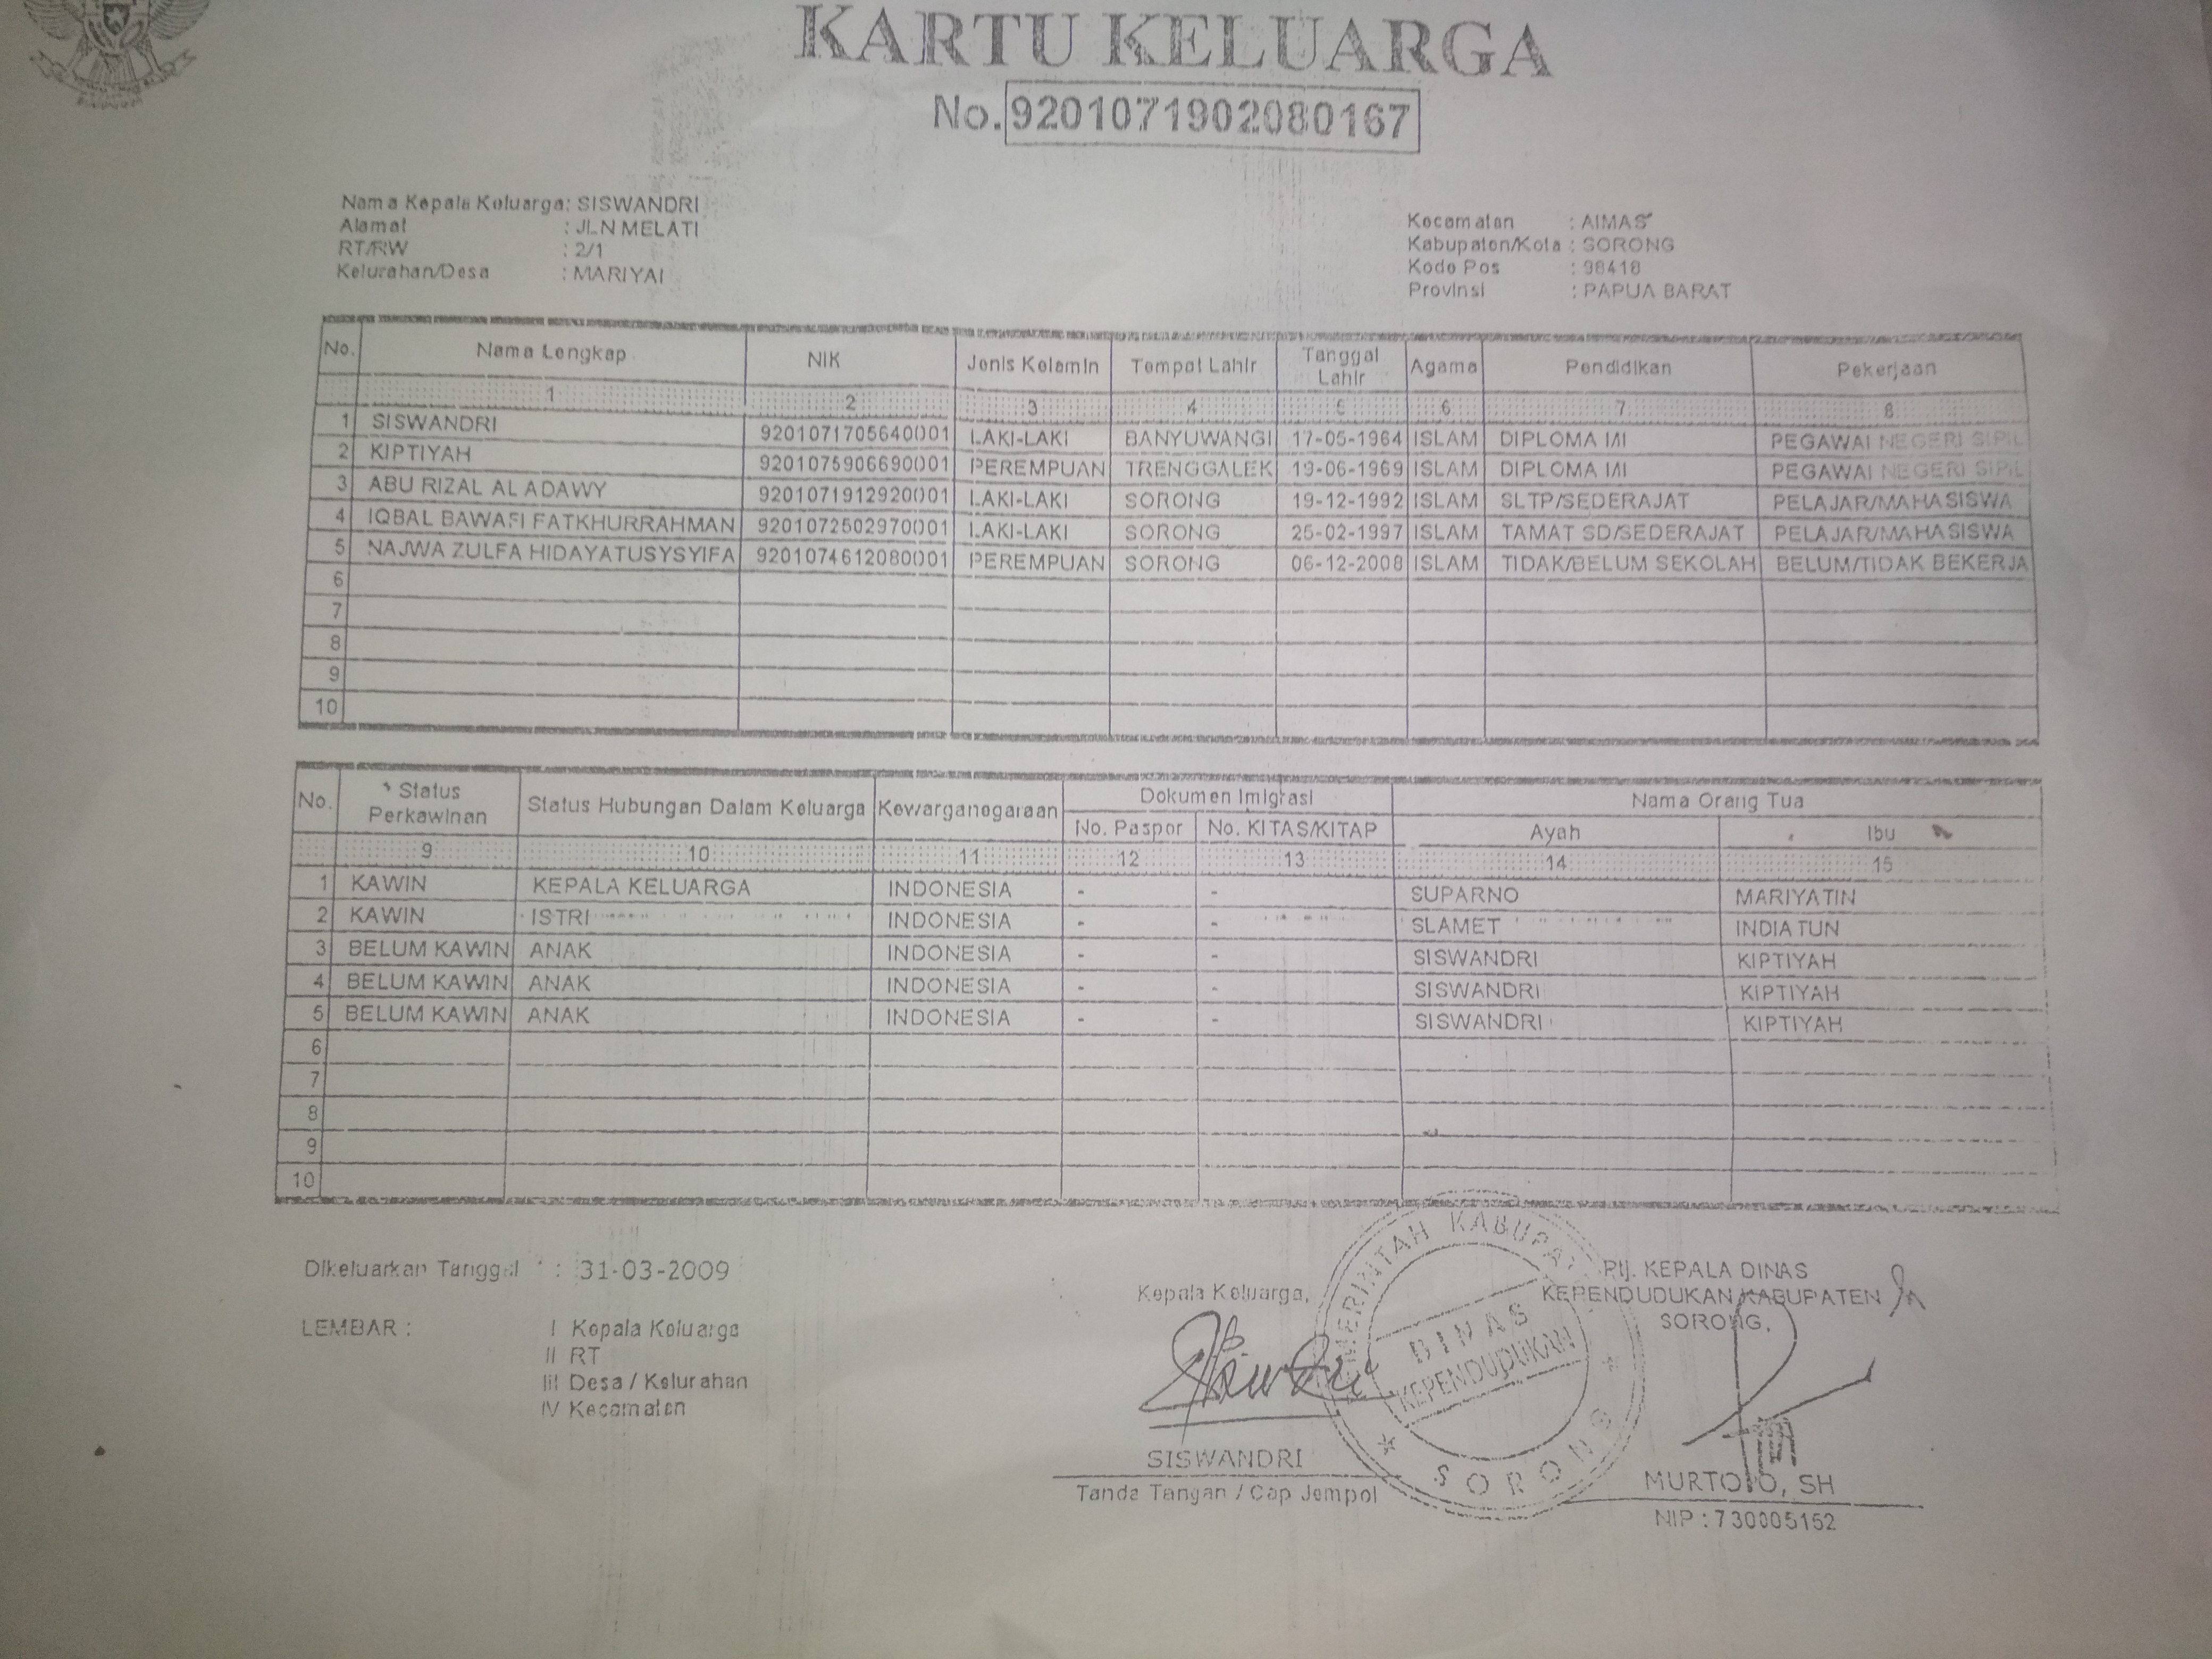 KARTU KELUARGA
No. 9201071902080167
Nama Kepala Keluarga: SISWANDRI
Alamat : JLN MELATI
RT/RW : 2/1
Kelurahan/Desa : MARIYAI
Kecamatan : AIMAS
Kabupaten/Kota : SORONG
Kode Pos : 98418
Provinsi : PAPUA BARAT
No. Nama Lengkap NIK Jenis Kelamin Tempat Lahir Tanggal Lahir Agama Pendidikan Pekerjaan
1 2 3 4 5 6 7 8
1 SISWANDRI 9201071705640001 LAKI-LAKI BANYUWANGI 17-05-1964 ISLAM DIPLOMA I/II PEGAWAI NEGERI SIPIL
2 KIPTIYAH 9201075906690001 PEREMPUAN TRENGGALEK 19-06-1969 ISLAM DIPLOMA I/II PEGAWAI NEGERI SIPIL
3 ABU RIZAL AL ADAWY 9201071912920001 LAKI-LAKI SORONG 19-12-1992 ISLAM SLTP/SEDERAJAT PELAJAR/MAHASISWA
4 IQBAL BAWAFI FATKHURRAHMAN 9201072502970001 LAKI-LAKI SORONG 25-02-1997 ISLAM TAMAT SD/SEDERAJAT PELAJAR/MAHASISWA
5 NAJWA ZULFA HIDAYATUSYSYIFA 9201074612080001 PEREMPUAN SORONG 06-12-2008 ISLAM TIDAK/BELUM SEKOLAH BELUM/TIDAK BEKERJA
6
7
8
9
10
No. Status Perkawinan Status Hubungan Dalam Keluarga Kewarganegaraan Dokumen Imigrasi Nama Orang Tua
No. Paspor No. KITAS/KITAP Ayah Ibu
9 10 11 12 13 14 15
1 KAWIN KEPALA KELUARGA INDONESIA - - SUPARNO MARIYATIN
2 KAWIN ISTRI INDONESIA - - SLAMET INDIATUN
3 BELUM KAWIN ANAK INDONESIA - - SISWANDRI KIPTIYAH
4 BELUM KAWIN ANAK INDONESIA - - SISWANDRI KIPTIYAH
5 BELUM KAWIN ANAK INDONESIA - - SISWANDRI KIPTIYAH
6
7
8
9
10
Dikeluarkan Tanggal : 31-03-2009
LEMBAR : I Kepala Keluarga
II RT
III Desa / Kelurahan
IV Kecamatan
Kepala Keluarga,
SISWANDRI
Tanda Tangan / Cap Jempol
PEMERINTAH KABUPATEN
DINAS
KEPENDUDUKAN
SORONG
Plj. KEPALA DINAS
KEPENDUDUKAN KABUPATEN
SORONG,
MURTOJO, SH
NIP : 730005152